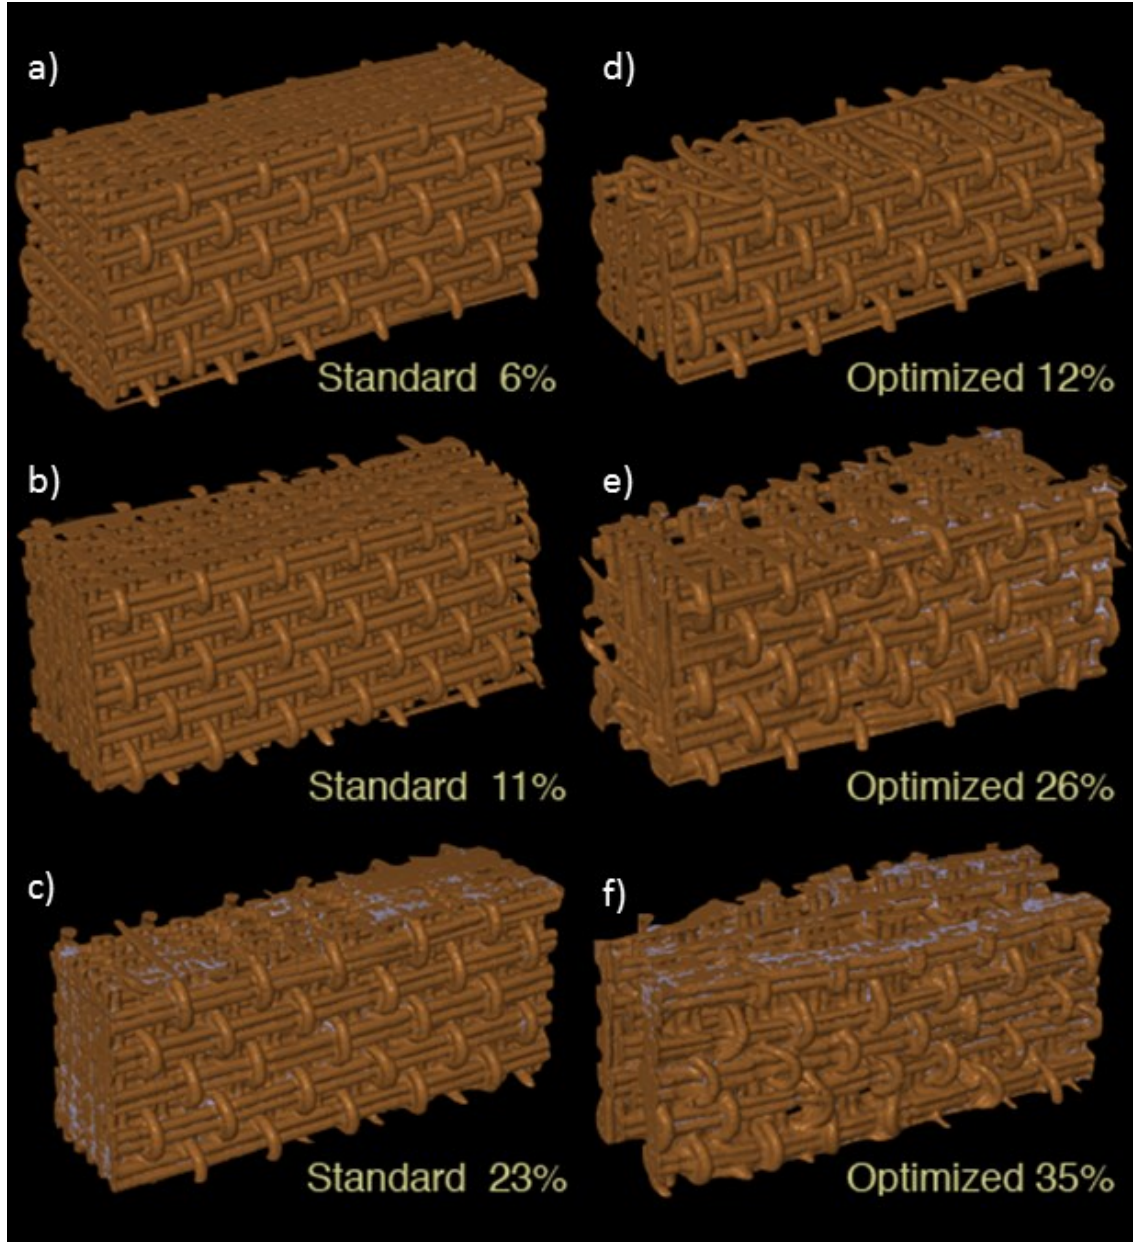 a)
Standard 6%
d)
Optimized 12%
b)
Standard 11%
e)
Optimized 26%
c)
Standard 23%
f)
Optimized 35%